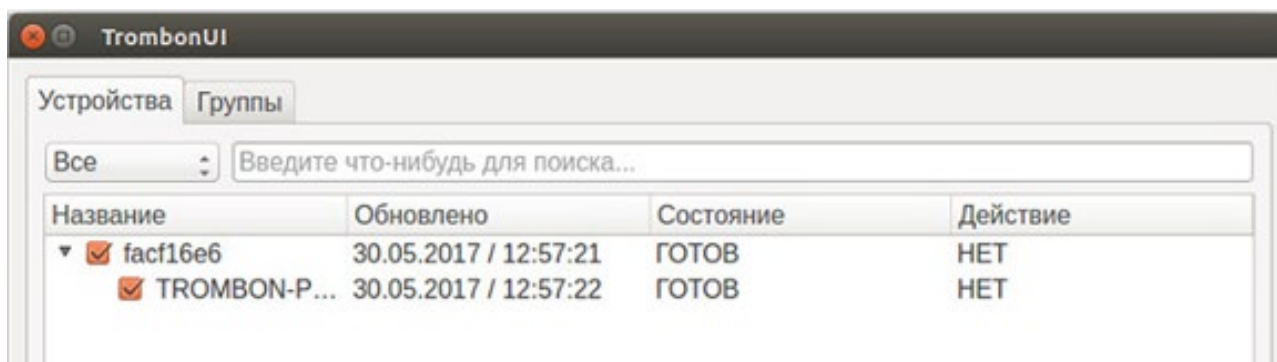 TrombonUI
Устройства Группы
Все Введите что-нибудь для поиска...
Название Обновлено Состояние Действие
facf16e6 30.05.2017 / 12:57:21 ГОТОВ НЕТ
TROMBON-P... 30.05.2017 / 12:57:22 ГОТОВ НЕТ